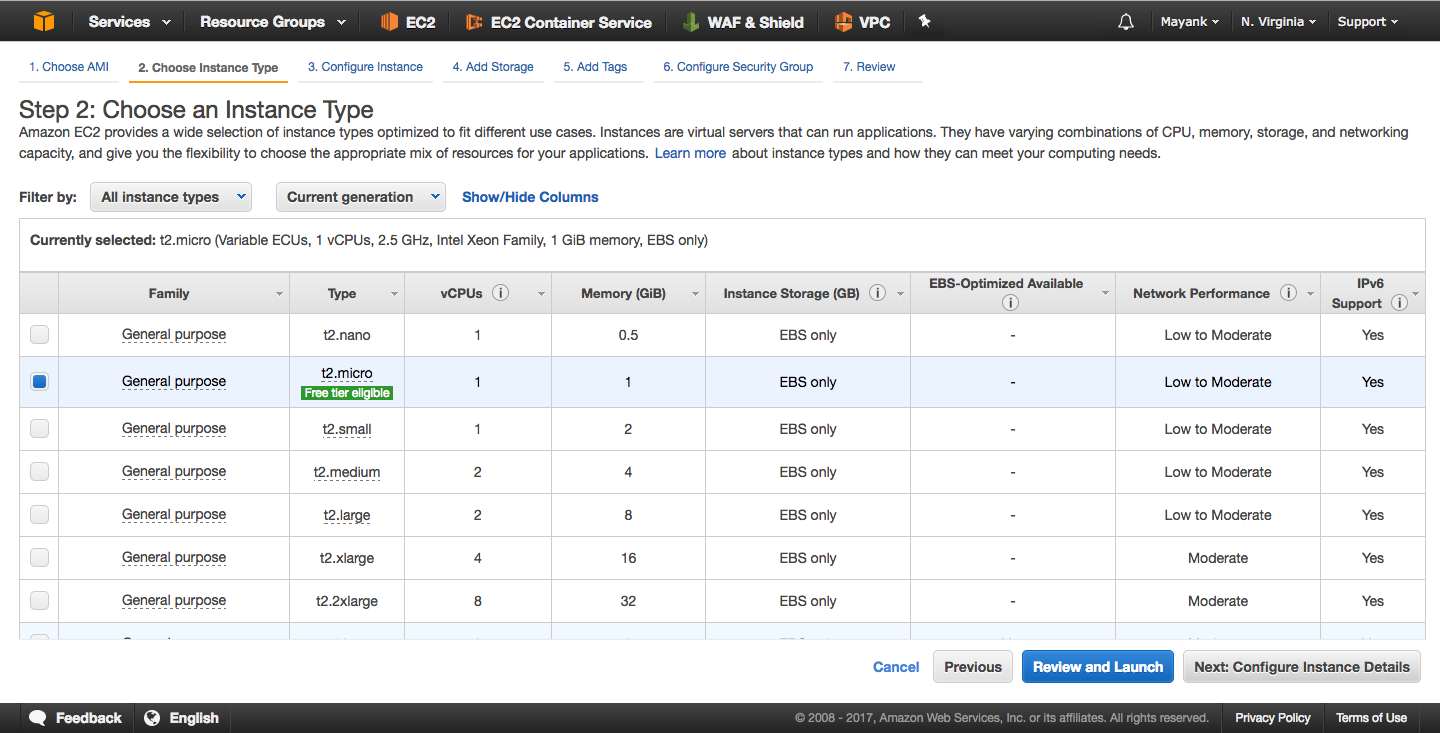 Services Resource Groups EC2 EC2 Container Service WAF & Shield VPC Mayank N. Virginia Support
1. Choose AMI 2. Choose Instance Type 3. Configure Instance 4. Add Storage 5. Add Tags 6. Configure Security Group 7. Review
Step 2: Choose an Instance Type
Amazon EC2 provides a wide selection of instance types optimized to fit different use cases. Instances are virtual servers that can run applications. They have varying combinations of CPU, memory, storage, and networking
capacity, and give you the flexibility to choose the appropriate mix of resources for your applications. Learn more about instance types and how they can meet your computing needs.
Filter by: All instance types Current generation Show/Hide Columns
Currently selected: t2.micro (Variable ECUs, 1 vCPUs, 2.5 GHz, Intel Xeon Family, 1 GiB memory, EBS only)
Family Type vCPUs Memory (GiB) Instance Storage (GB) EBS-Optimized Available Network Performance IPv6 Support
General purpose t2.nano 1 0.5 EBS only - Low to Moderate Yes
General purpose t2.micro Free tier eligible 1 1 EBS only - Low to Moderate Yes
General purpose t2.small 1 2 EBS only - Low to Moderate Yes
General purpose t2.medium 2 4 EBS only - Low to Moderate Yes
General purpose t2.large 2 8 EBS only - Low to Moderate Yes
General purpose t2.xlarge 4 16 EBS only - Moderate Yes
General purpose t2.2xlarge 8 32 EBS only - Moderate Yes
Cancel Previous Review and Launch Next: Configure Instance Details
Feedback English © 2008 - 2017, Amazon Web Services, Inc. or its affiliates. All rights reserved. Privacy Policy Terms of Use